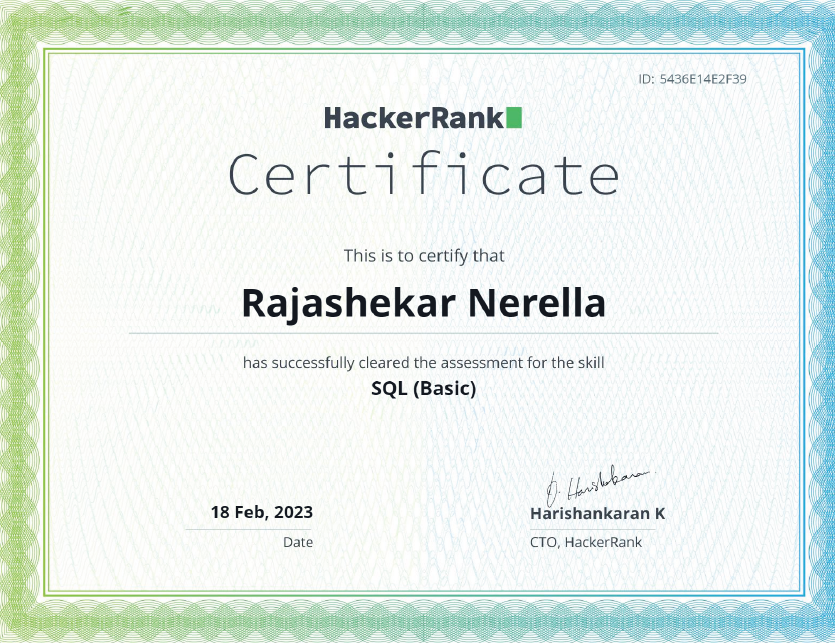 ID: 5436E14E2F39
HackerRank
Certificate
This is to certify that
Rajashekar Nerella
has successfully cleared the assessment for the skill
SQL (Basic)
18 Feb, 2023
Date
Harishankaran K
CTO, HackerRank